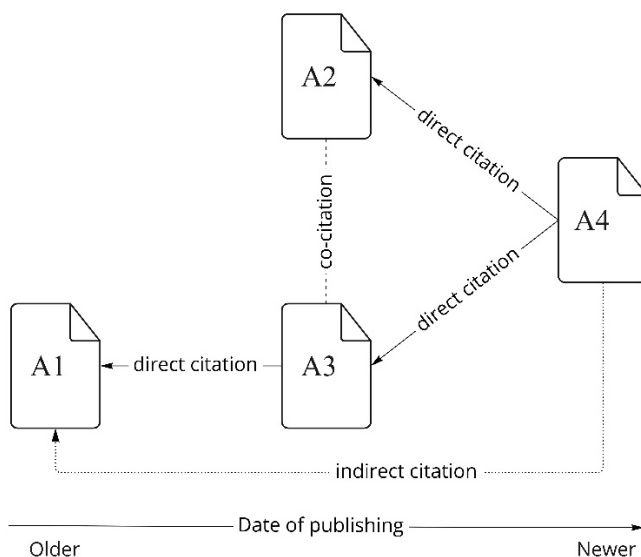 A2
direct citation
A4
co-citation
direct citation
A1
direct citation
A3
indirect citation
Date of publishing
Older
Newer